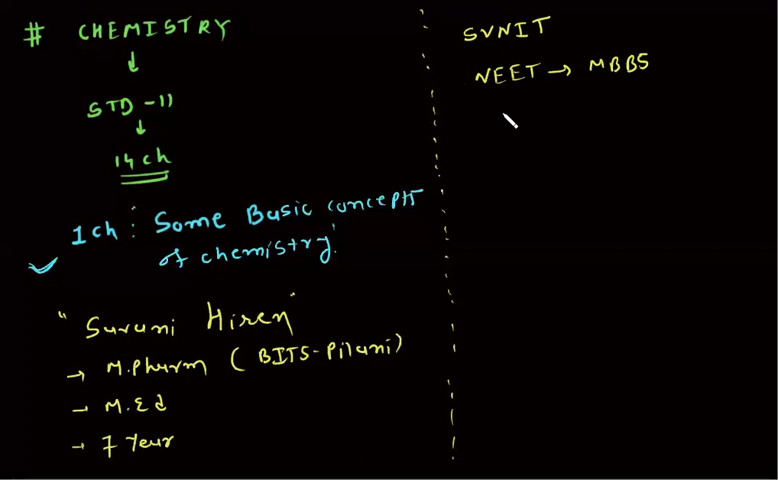 # CHEMISTRY
STD-11
14 ch
1 ch : Some Basic concept
of chemistry.
"Suvani Hiren"
→ M.Pharm (BITS-Pilani)
→ M.Ed
→ 7 Year
SVNIT
NEET → MBBS